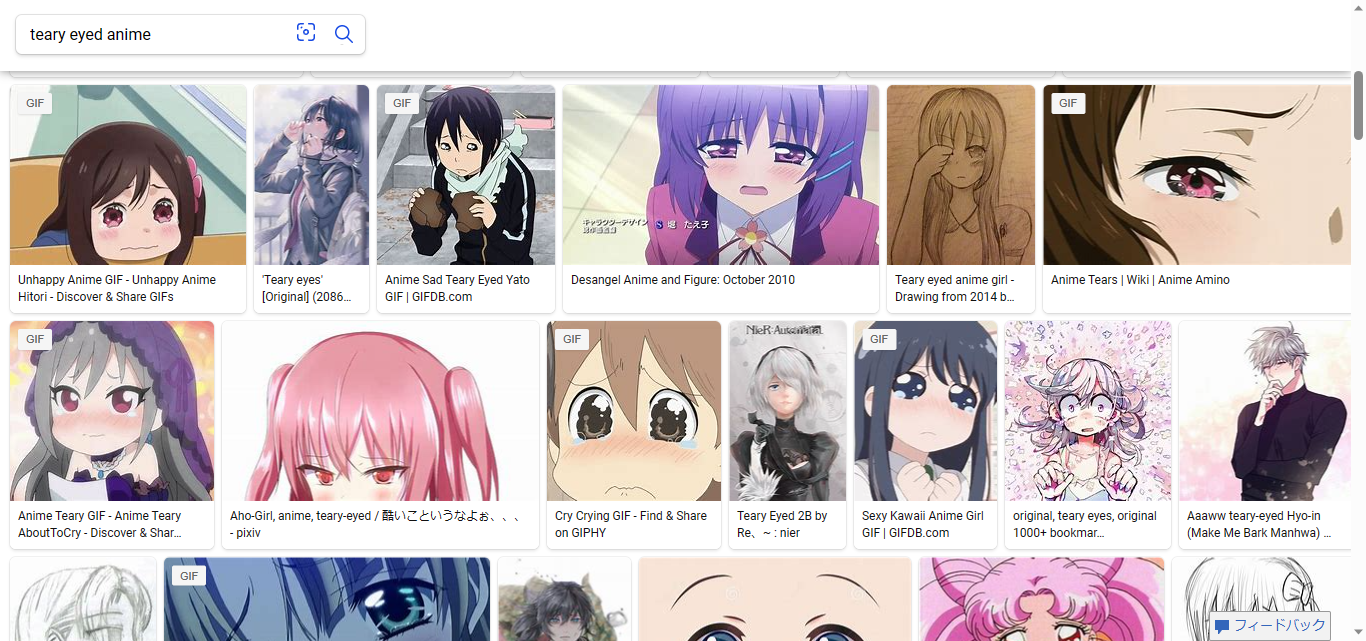 teary eyed anime
GIF
GIF
GIF
キャラクターデザイン
堀 たえ子
Unhappy Anime GIF - Unhappy Anime
Hitori - Discover & Share GIFs
'Teary eyes'
[Original] (2086...
Anime Sad Teary Eyed Yato
GIF | GIFDB.com
Desangel Anime and Figure: October 2010
Teary eyed anime girl -
Drawing from 2014 b...
Anime Tears | Wiki | Anime Amino
GIF
GIF
NieR:Automata
GIF
Anime Teary GIF - Anime Teary
AboutToCry - Discover & Shar...
Aho-Girl, anime, teary-eyed / 酷いこというなよぉ、、、
- pixiv
Cry Crying GIF - Find & Share
on GIPHY
Teary Eyed 2B by
Re、~ : nier
Sexy Kawaii Anime Girl
GIF | GIFDB.com
original, teary eyes, original
1000+ bookmar...
Aaaww teary-eyed Hyo-in
(Make Me Bark Manhwa) ...
GIF
フィードバック